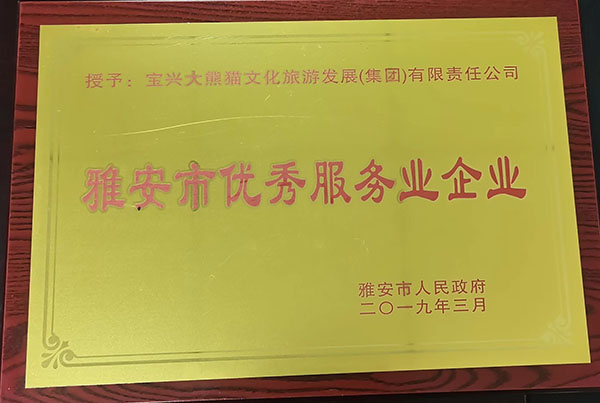 授予：宝兴大熊猫文化旅游发展(集团)有限责任公司
雅安市优秀服务业企业
雅安市人民政府
二〇一九年三月